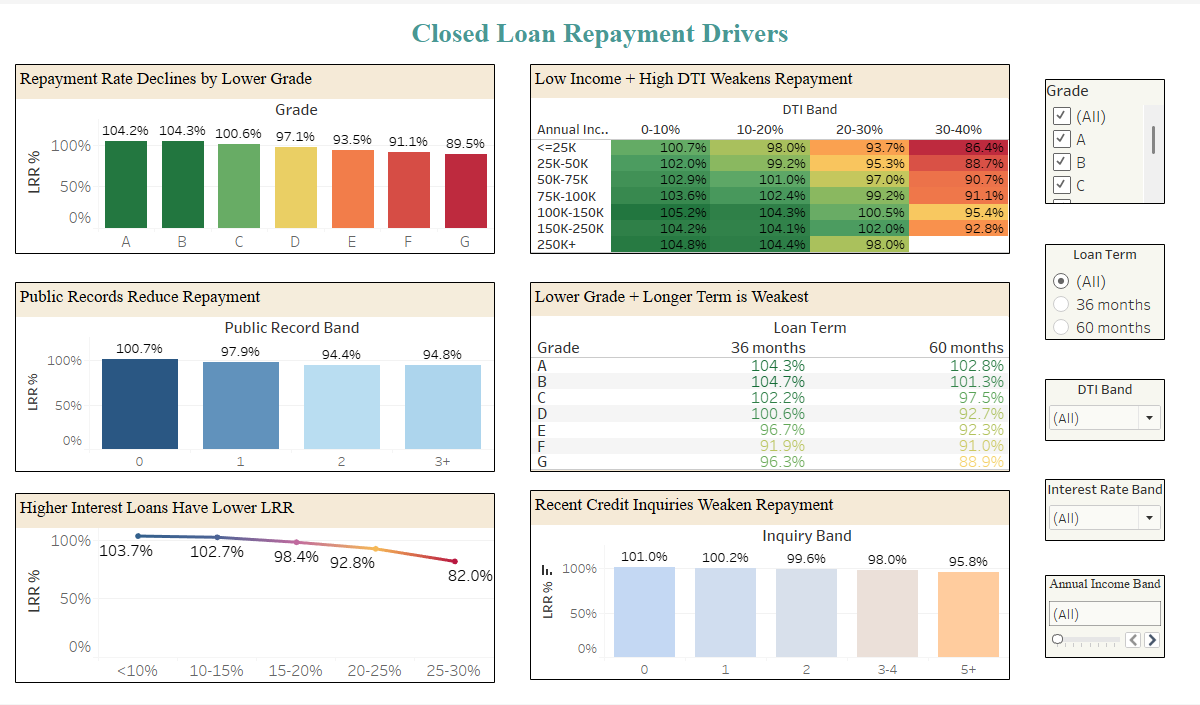 Closed Loan Repayment Drivers
Repayment Rate Declines by Lower Grade
Grade
104.2% 104.3% 100.6% 97.1% 93.5% 91.1% 89.5%
100%
50%
0%
LRR %
A B C D E F G
Low Income + High DTI Weakens Repayment
DTI Band
Annual Inc.. 0-10% 10-20% 20-30% 30-40%
<=25K 100.7% 98.0% 93.7% 86.4%
25K-50K 102.0% 99.2% 95.3% 88.7%
50K-75K 102.9% 101.0% 97.0% 90.7%
75K-100K 103.6% 102.4% 99.2% 91.1%
100K-150K 105.2% 104.3% 100.5% 95.4%
150K-250K 104.2% 104.1% 102.0% 92.8%
250K+ 104.8% 104.4% 98.0%
Public Records Reduce Repayment
Public Record Band
100.7% 97.9% 94.4% 94.8%
100%
50%
0%
LRR %
0 1 2 3+
Lower Grade + Longer Term is Weakest
Loan Term
Grade 36 months 60 months
A 104.3% 102.8%
B 104.7% 101.3%
C 102.2% 97.5%
D 100.6% 92.7%
E 96.7% 92.3%
F 91.9% 91.0%
G 96.3% 88.9%
Higher Interest Loans Have Lower LRR
100%
50%
0%
LRR %
103.7% 102.7% 98.4% 92.8% 82.0%
<10% 10-15% 15-20% 20-25% 25-30%
Recent Credit Inquiries Weaken Repayment
Inquiry Band
101.0% 100.2% 99.6% 98.0% 95.8%
100%
50%
0%
LRR %
0 1 2 3-4 5+
Grade
(All)
A
B
C
Loan Term
(All)
36 months
60 months
DTI Band
(All)
Interest Rate Band
(All)
Annual Income Band
(All)